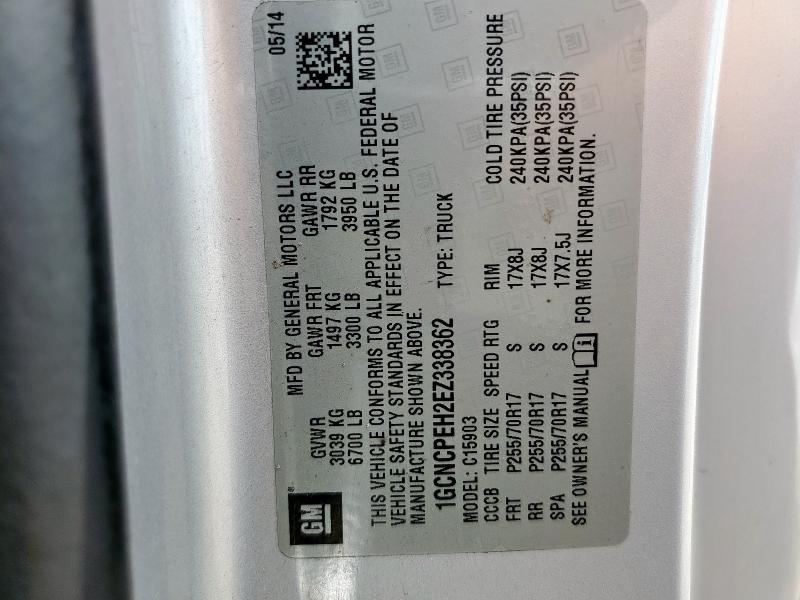 GM
05/14
MFD BY GENERAL MOTORS LLC
GVWR GAWR FRT GAWR RR
3039 KG 1497 KG 1792 KG
6700 LB 3300 LB 3950 LB
THIS VEHICLE CONFORMS TO ALL APPLICABLE U.S. FEDERAL MOTOR
VEHICLE SAFETY STANDARDS IN EFFECT ON THE DATE OF
MANUFACTURE SHOWN ABOVE.
1GCNCPEH2EZ338362 TYPE: TRUCK
MODEL: C15903
CCCB TIRE SIZE SPEED RTG RIM COLD TIRE PRESSURE
FRT P255/70R17 S 17X8J 240KPA(35PSI)
RR P255/70R17 S 17X8J 240KPA(35PSI)
SPA P255/70R17 S 17X7.5J 240KPA(35PSI)
SEE OWNER'S MANUAL FOR MORE INFORMATION.